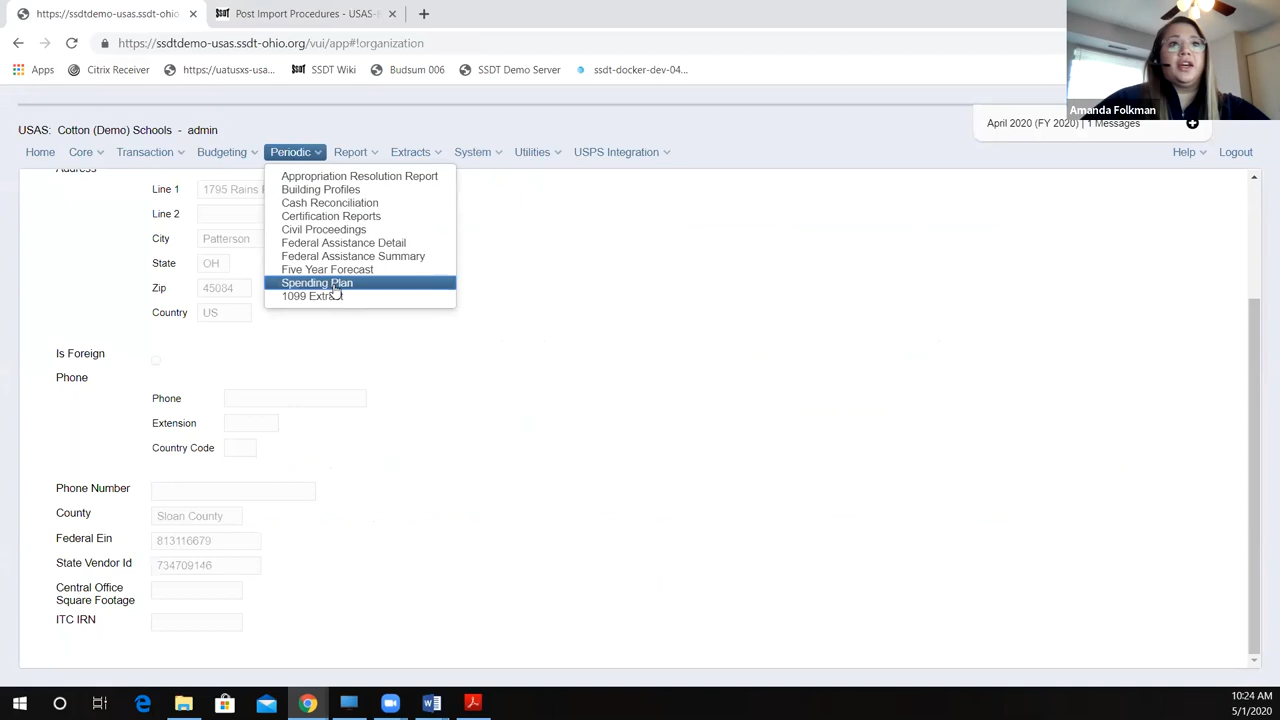 https://ssdtdemo-usas.ssdt-ohio
SSDT Post Import Procedures - USAS-
https://ssdtdemo-usas.ssdt-ohio.org/vui/app#!organization
Apps Citrix Receiver https://uatusxs-usa... SSDT SSDT Wiki Budsum 006 SSDT Demo Server ssdt-docker-dev-04...
Amanda Folkman
USAS: Cotton (Demo) Schools - admin
April 2020 (FY 2020) | 1 Messages
Home Core Transaction Budgeting Periodic Report Extracts System Utilities USPS Integration Help Logout
Appropriation Resolution Report
Building Profiles
Cash Reconciliation
Certification Reports
Civil Proceedings
Federal Assistance Detail
Federal Assistance Summary
Five Year Forecast
Spending Plan
1099 Extract
Address
Line 1 1795 Rains
Line 2
City Patterson
State OH
Zip 45084
Country US
Is Foreign
Phone
Phone
Extension
Country Code
Phone Number
County Sloan County
Federal Ein 813116679
State Vendor Id 734709146
Central Office
Square Footage
ITC IRN
10:24 AM
5/1/2020